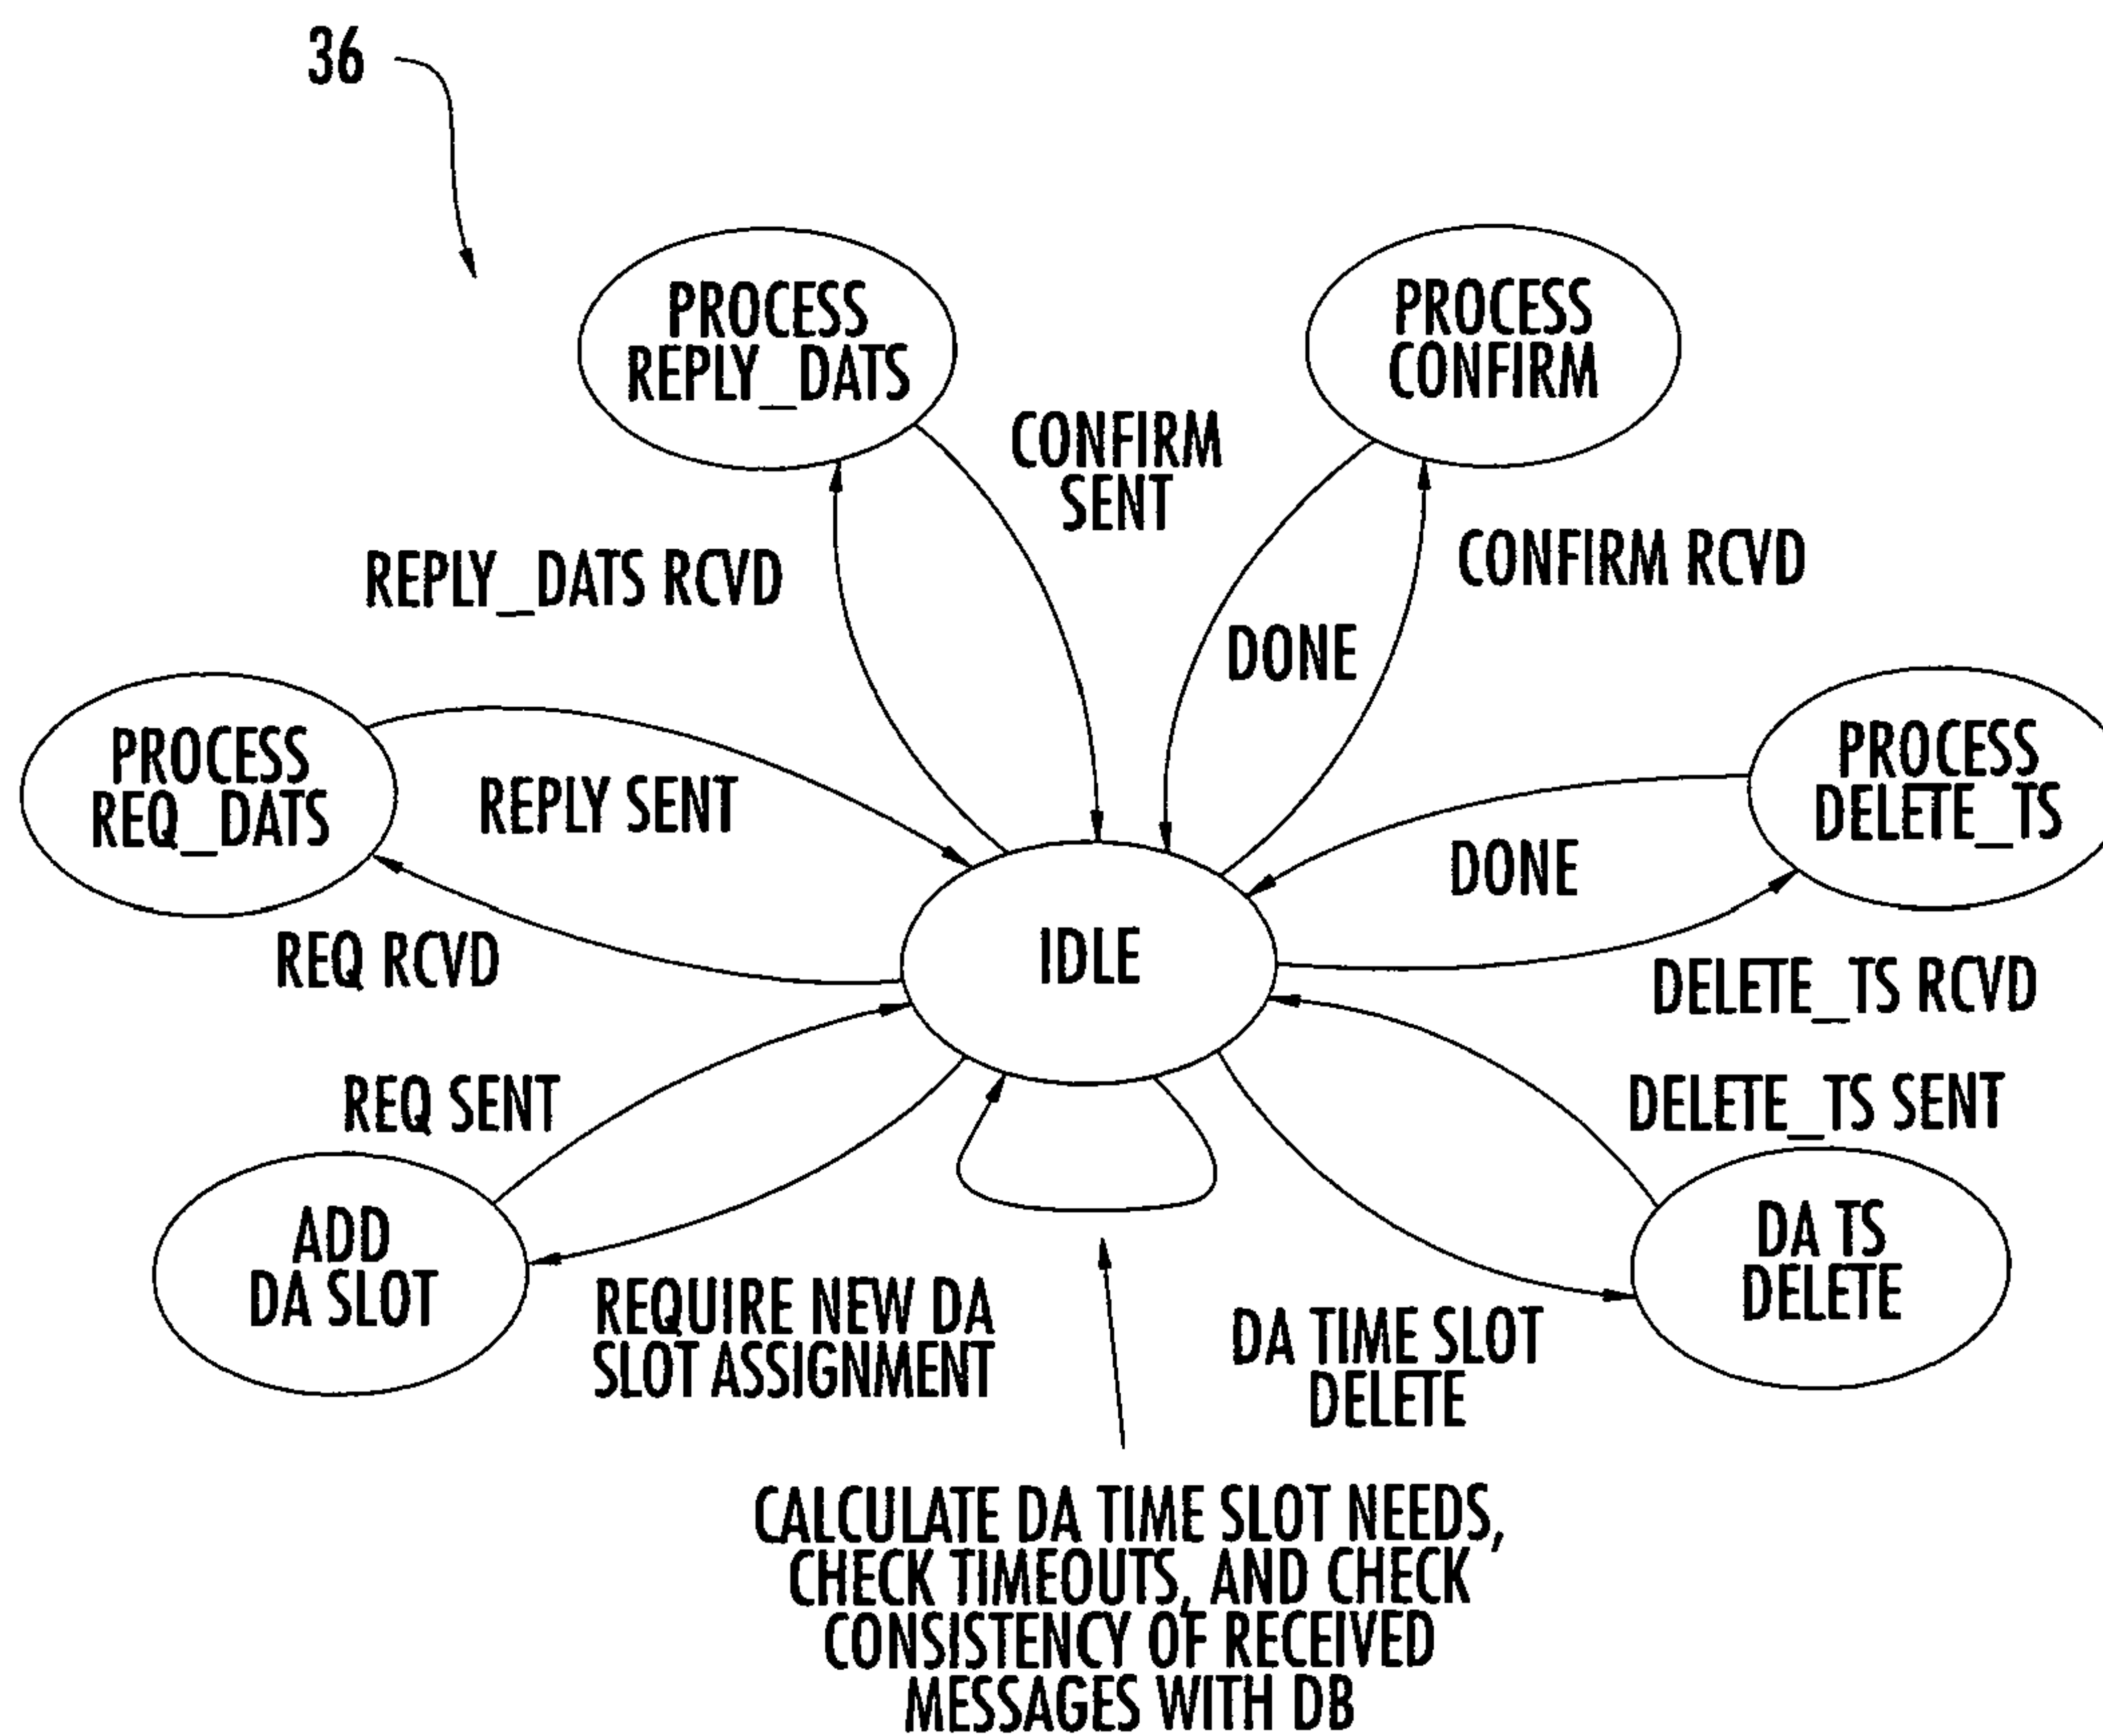 36
PROCESS
REPLY_DATS
PROCESS
CONFIRM
CONFIRM
SENT
REPLY_DATS RCVD
CONFIRM RCVD
DONE
PROCESS
REQ_DATS
REPLY SENT
PROCESS
DELETE_TS
DONE
REQ RCVD
IDLE
DELETE_TS RCVD
REQ SENT
DELETE_TS SENT
ADD
DA SLOT
DA TS
DELETE
REQUIRE NEW DA
SLOT ASSIGNMENT
DA TIME SLOT
DELETE
CALCULATE DA TIME SLOT NEEDS,
CHECK TIMEOUTS, AND CHECK
CONSISTENCY OF RECEIVED
MESSAGES WITH DB